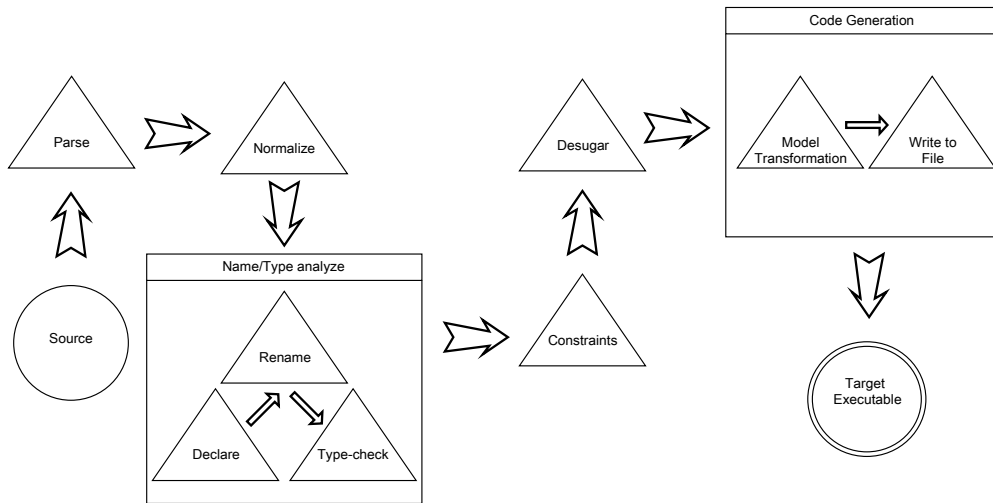 Source
Parse
Normalize
Name/Type analyze
Declare
Rename
Type-check
Constraints
Desugar
Code Generation
Model
Transformation
Write to
File
Target
Executable